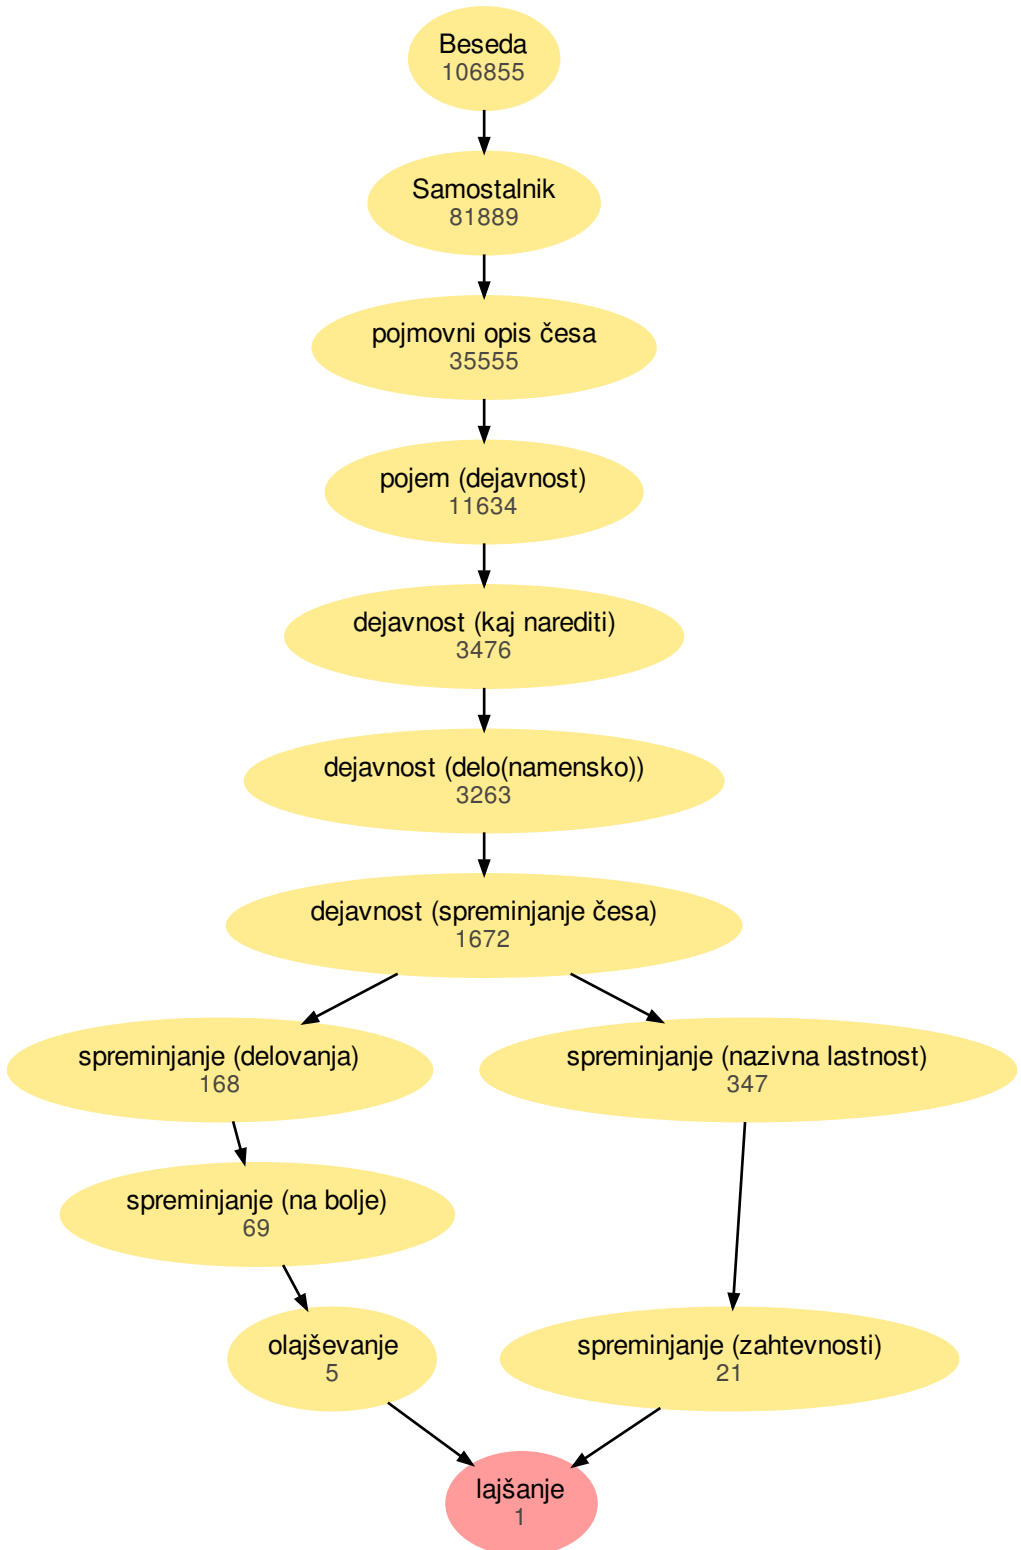 Beseda
106855
Samostalnik
81889
pojmovni opis česa
35555
pojem (dejavnost)
11634
dejavnost (kaj narediti)
3476
dejavnost (delo(namensko))
3263
dejavnost (spreminjanje česa)
1672
spreminjanje (delovanja)
168
spreminjanje (nazivna lastnost)
347
spreminjanje (na bolje)
69
olajševanje
5
spreminjanje (zahtevnosti)
21
lajšanje
1